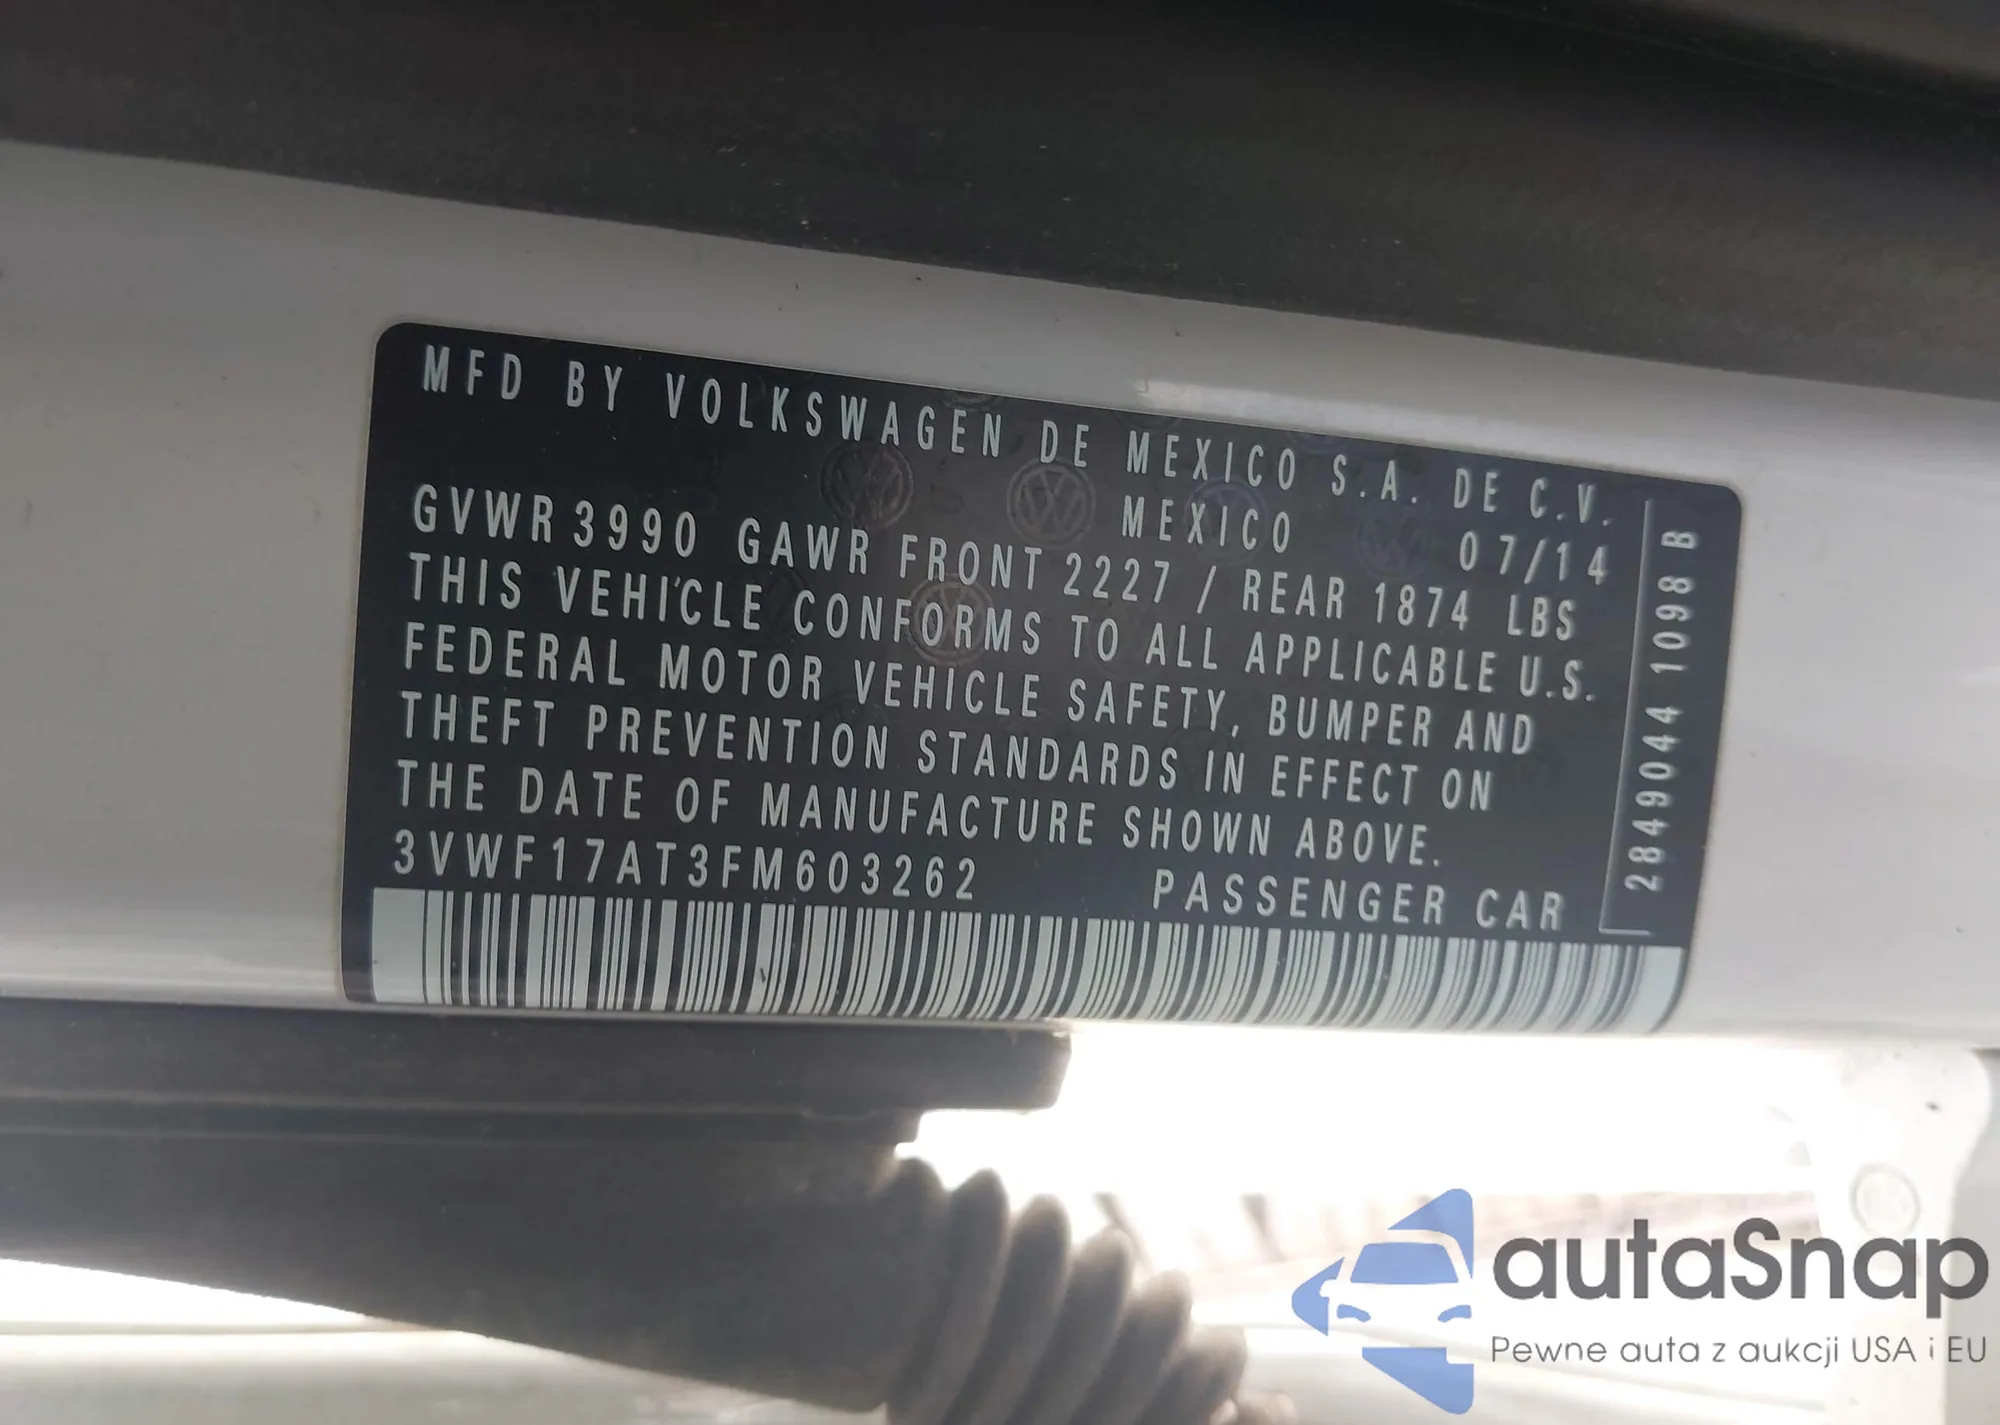 MFD BY VOLKSWAGEN DE MEXICO S.A. DE C.V.
MEXICO 07/14
GVWR 3990 GAWR FRONT 2227 / REAR 1874 LBS
THIS VEHICLE CONFORMS TO ALL APPLICABLE U.S.
FEDERAL MOTOR VEHICLE SAFETY, BUMPER AND
THEFT PREVENTION STANDARDS IN EFFECT ON
THE DATE OF MANUFACTURE SHOWN ABOVE.
3VWF17AT3FM603262 PASSENGER CAR
2849044 1098 B
autaSnap
Pewne auta z aukcji USA i EU